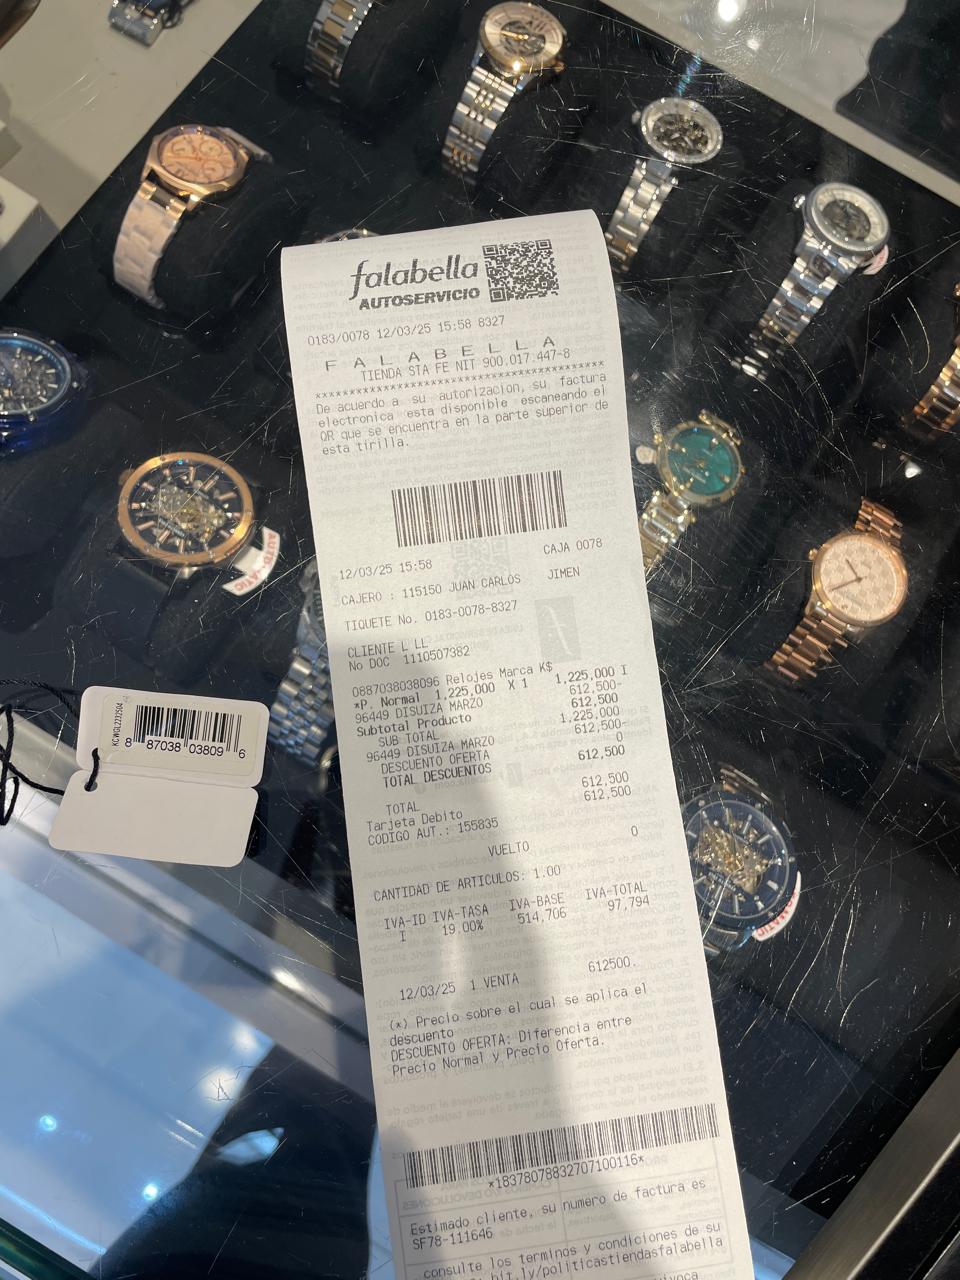 falabella
AUTOSERVICIO
0183/0078 12/03/25 15:58 8327
F A L A B E L L A
TIENDA STA FE NIT 900.017.447-8
De acuerdo a su autorizacion, su factura
electronica esta disponible escaneando el
QR que se encuentra en la parte superior de
esta tirilla.
12/03/25 15:58 CAJA 0078
CAJERO : 115150 JUAN CARLOS JIMEN
TIQUETE No. 0183-0078-8327
CLIENTE L LL
No DOC 1110507382
0887038038096 Relojes Marca K$
*P. Normal 1,225,000 X 1 1,225,000 I
96449 DISUIZA MARZO 612,500-
Subtotal Producto 612,500
SUB TOTAL 1,225,000
96449 DISUIZA MARZO 612,500-
DESCUENTO OFERTA 0
TOTAL DESCUENTOS 612,500
TOTAL 612,500
Tarjeta Debito 612,500
CODIGO AUT.: 155835
VUELTO 0
CANTIDAD DE ARTICULOS: 1.00
IVA-ID IVA-TASA IVA-BASE IVA-TOTAL
I 19.00% 514,706 97,794
12/03/25 1 VENTA 612500.
(*) Precio sobre el cual se aplica el
descuento
DESCUENTO OFERTA: Diferencia entre
Precio Normal y Precio Oferta.
*18378078832707100116*
Estimado cliente, su numero de factura es
SF78-111646
consulte los terminos y condiciones de su
bit.ly/politicastiendasfalabella
KCWGL2232504
8 87038 03809 6